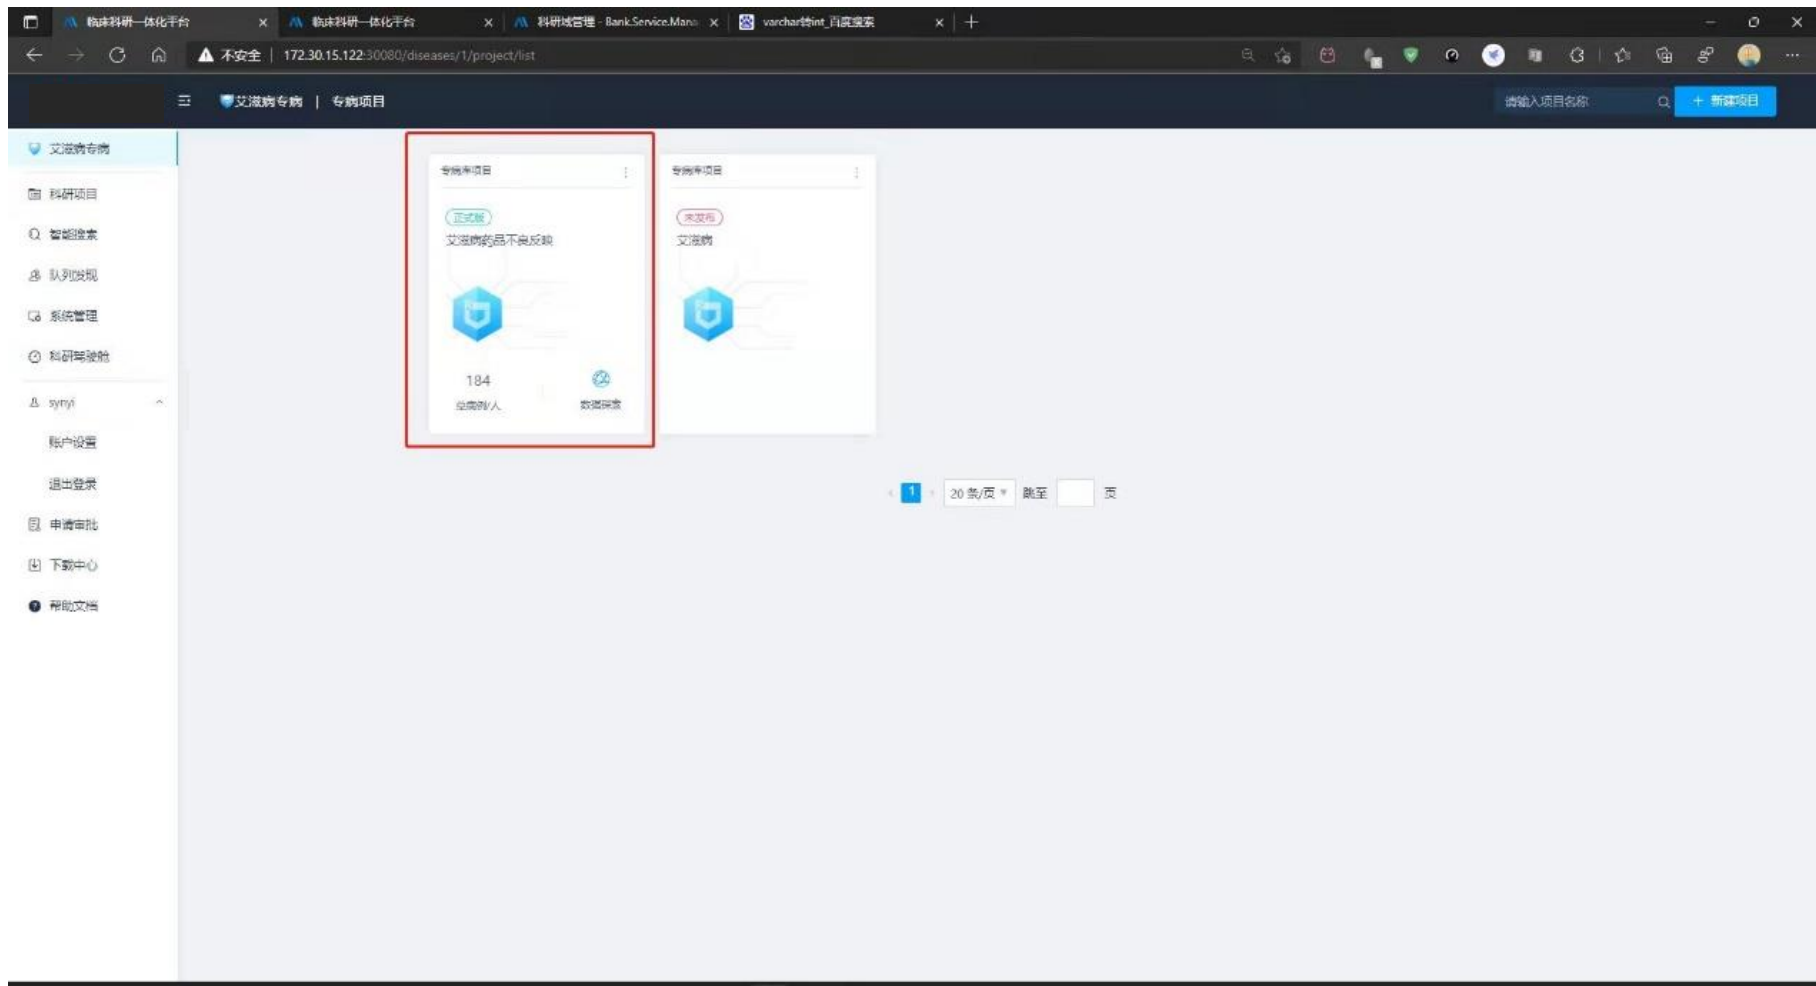 临床科研一体化平台
临床科研一体化平台
科研域管理 - Bank.Service.Mana
varchar转int_百度搜索
不安全 | 172.30.15.122:30080/diseases/1/project/list
艾滋病专病 | 专病项目
请输入项目名称
+ 新建项目
艾滋病专病
科研项目
智能搜索
队列发现
系统管理
科研驾驶舱
synyi
账户设置
退出登录
申请审批
下载中心
帮助文档
专病库项目
正式版
艾滋病药品不良反映
184
总病例/人
数据探索
专病库项目
未发布
艾滋病
1
20 条/页
跳至
页